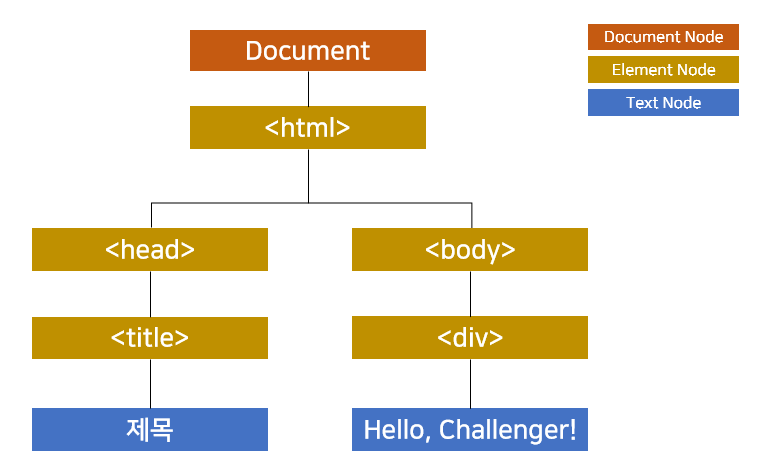 Document
Document Node
Element Node
Text Node
<html>
<head>
<body>
<title>
<div>
제목
Hello, Challenger!